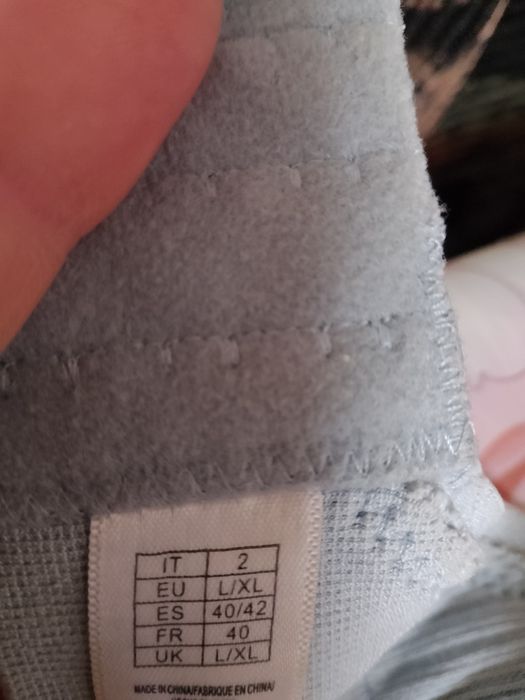 IT 2
EU L/XL
ES 40/42
FR 40
UK L/XL
MADE IN CHINA/FABRIQUE EN CHINA/